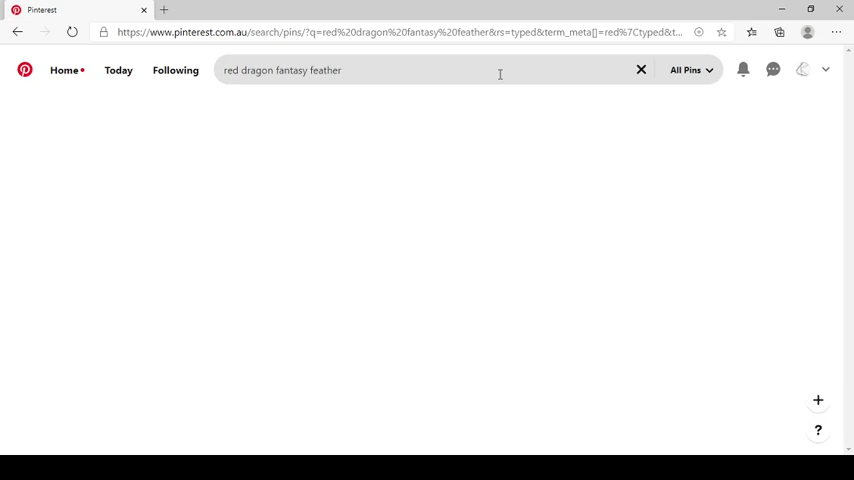 Pinterest
https://www.pinterest.com.au/search/pins/?q=red%20dragon%20fantasy%20feather&rs=typed&term_meta[]=red%7Ctyped&t...
Home Today Following red dragon fantasy feather All Pins
+
?